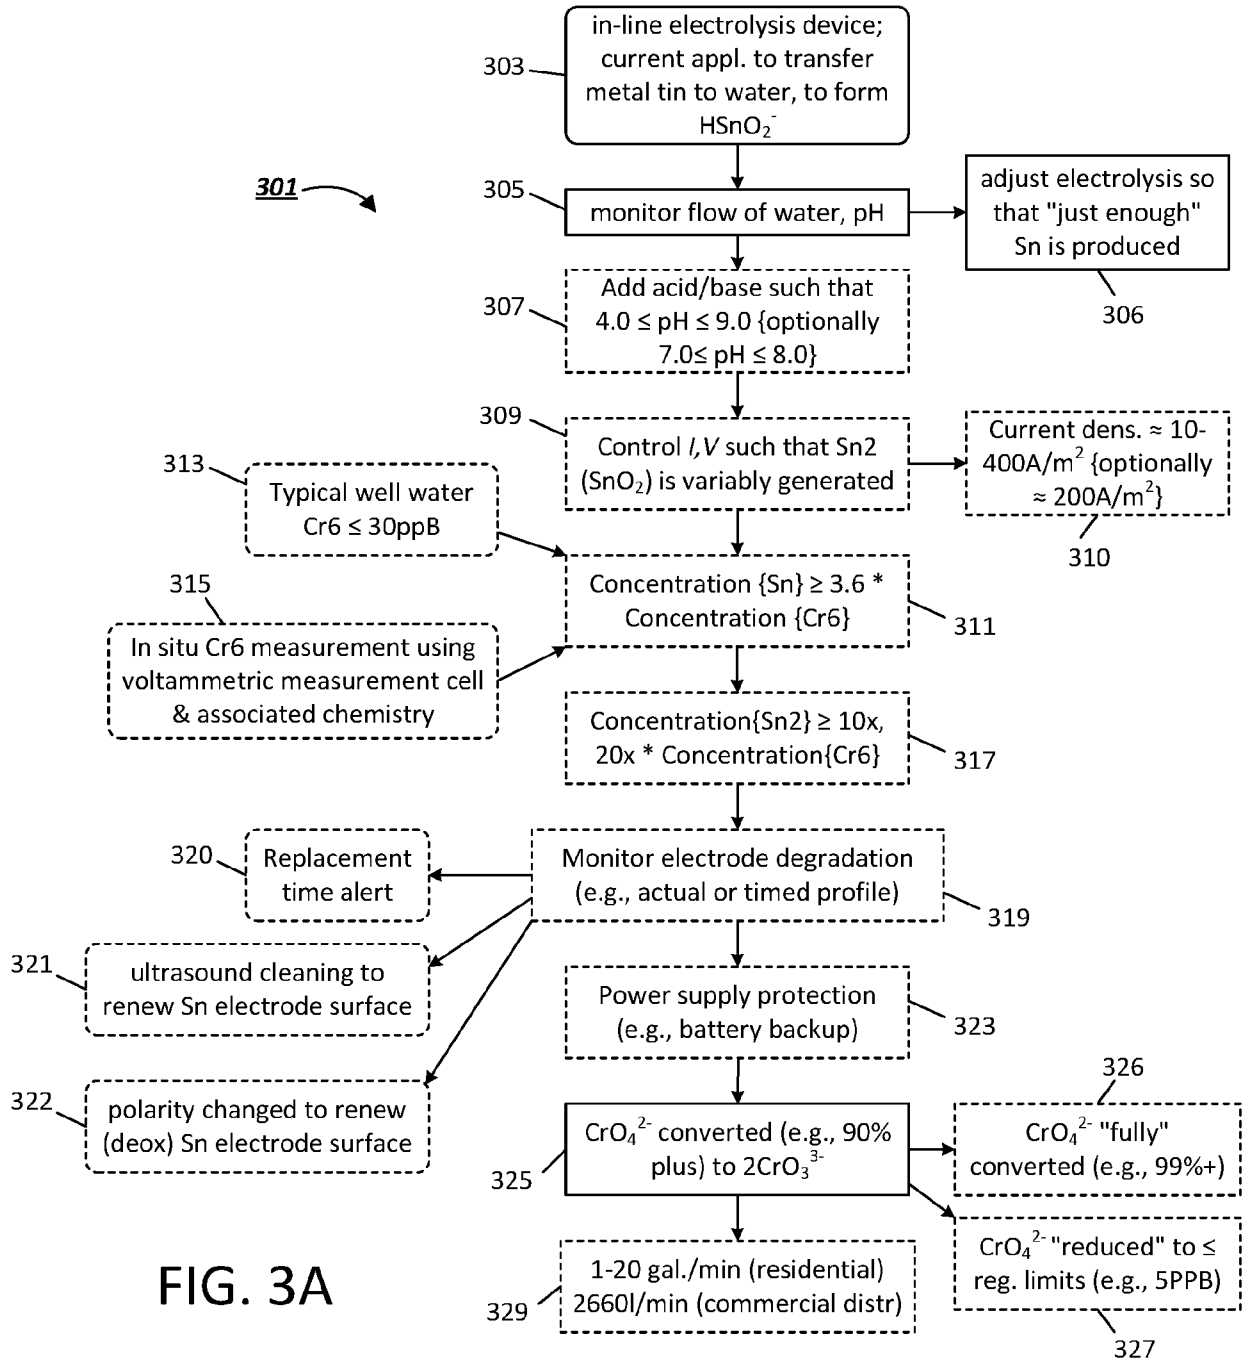 in-line electrolysis device;
current appl. to transfer
metal tin to water, to form
HSnO₂⁻
303
301
305
monitor flow of water, pH
adjust electrolysis so
that "just enough"
Sn is produced
306
307
Add acid/base such that
4.0 ≤ pH ≤ 9.0 {optionally
7.0≤ pH ≤ 8.0}
309
Control I,V such that Sn2
(SnO₂) is variably generated
Current dens. ≈ 10-
400A/m² {optionally
≈ 200A/m²}
310
313
Typical well water
Cr6 ≤ 30ppB
315
In situ Cr6 measurement using
voltammetric measurement cell
& associated chemistry
Concentration {Sn} ≥ 3.6 *
Concentration {Cr6}
311
Concentration{Sn2} ≥ 10x,
20x * Concentration{Cr6}
317
320
Replacement
time alert
Monitor electrode degradation
(e.g., actual or timed profile)
319
321
ultrasound cleaning to
renew Sn electrode surface
322
polarity changed to renew
(deox) Sn electrode surface
Power supply protection
(e.g., battery backup)
323
325
CrO₄²⁻ converted (e.g., 90%
plus) to 2CrO₃³⁻
326
CrO₄²⁻ "fully"
converted (e.g., 99%+)
CrO₄²⁻ "reduced" to ≤
reg. limits (e.g., 5PPB)
327
329
1-20 gal./min (residential)
2660l/min (commercial distr)
FIG. 3A